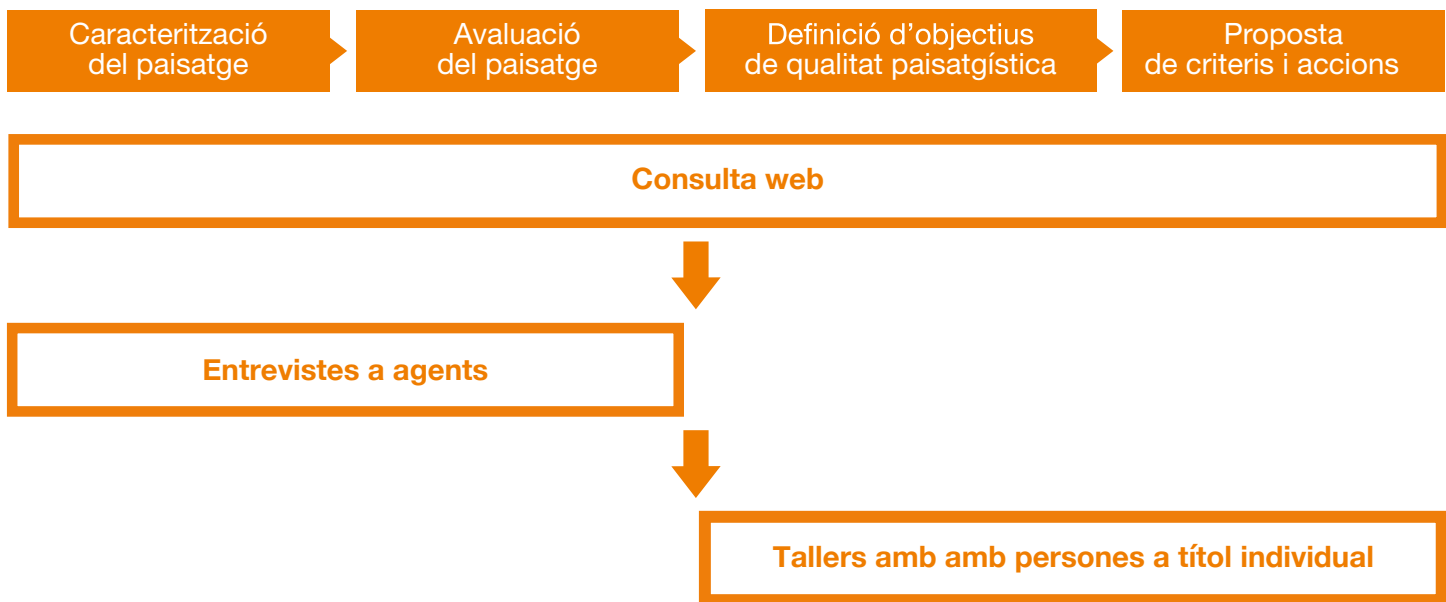 Caracterització
del paisatge
Avaluació
del paisatge
Definició d’objectius
de qualitat paisatgística
Proposta
de criteris i accions
Consulta web
Entrevistes a agents
Tallers amb amb persones a títol individual